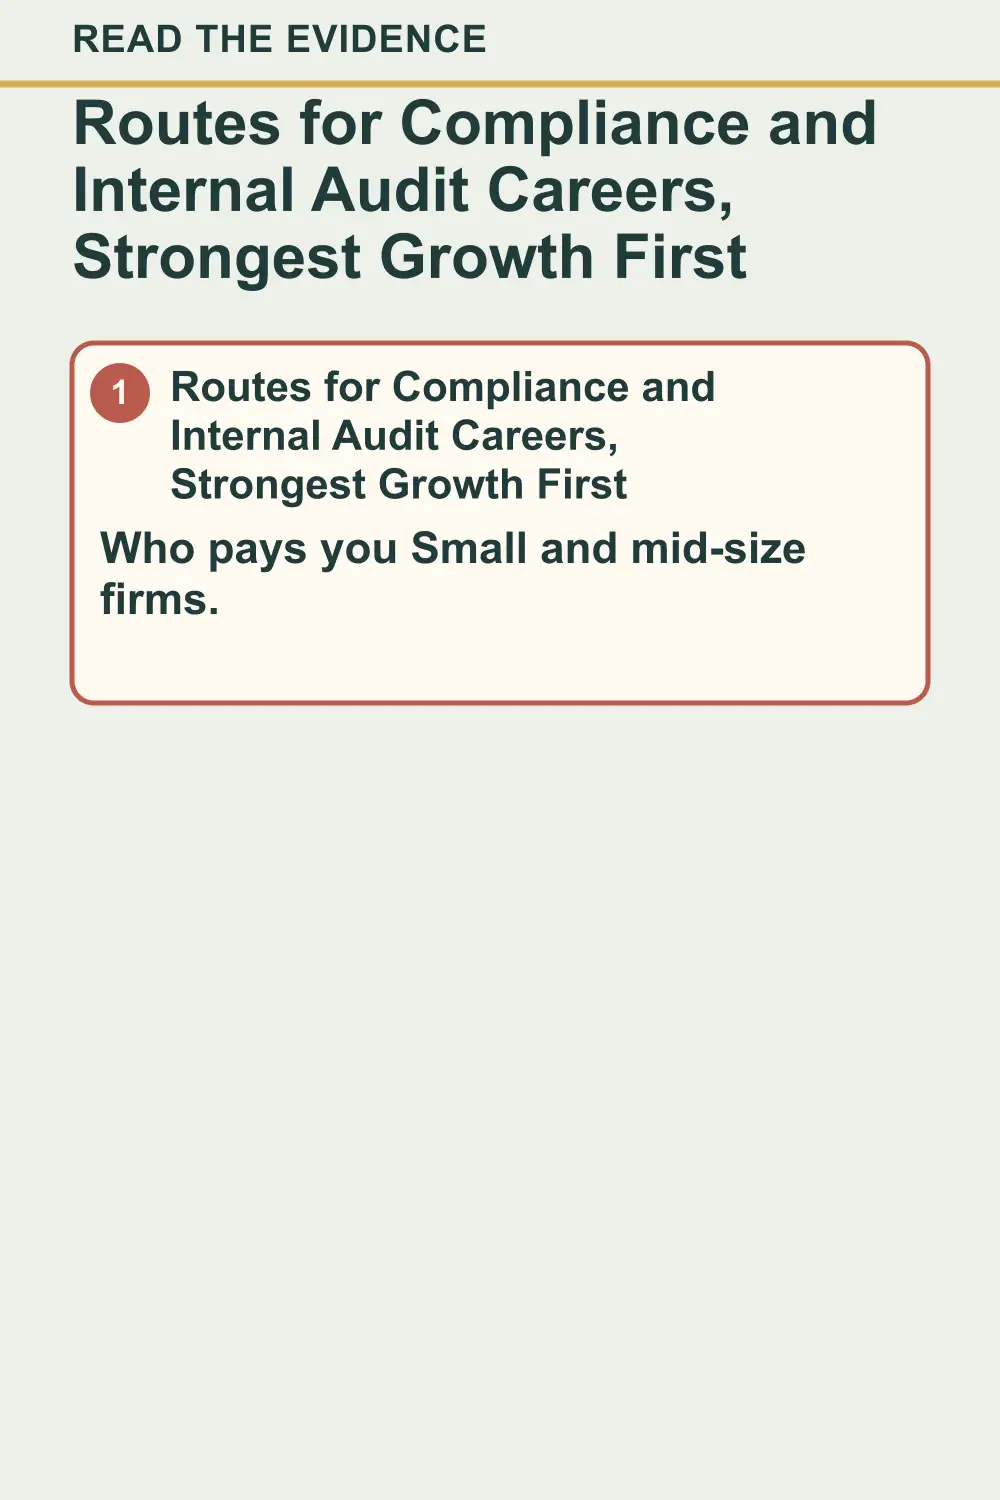 READ THE EVIDENCE
Routes for Compliance and
Internal Audit Careers,
Strongest Growth First
1
Routes for Compliance and
Internal Audit Careers,
Strongest Growth First
Who pays you Small and mid-size
firms.